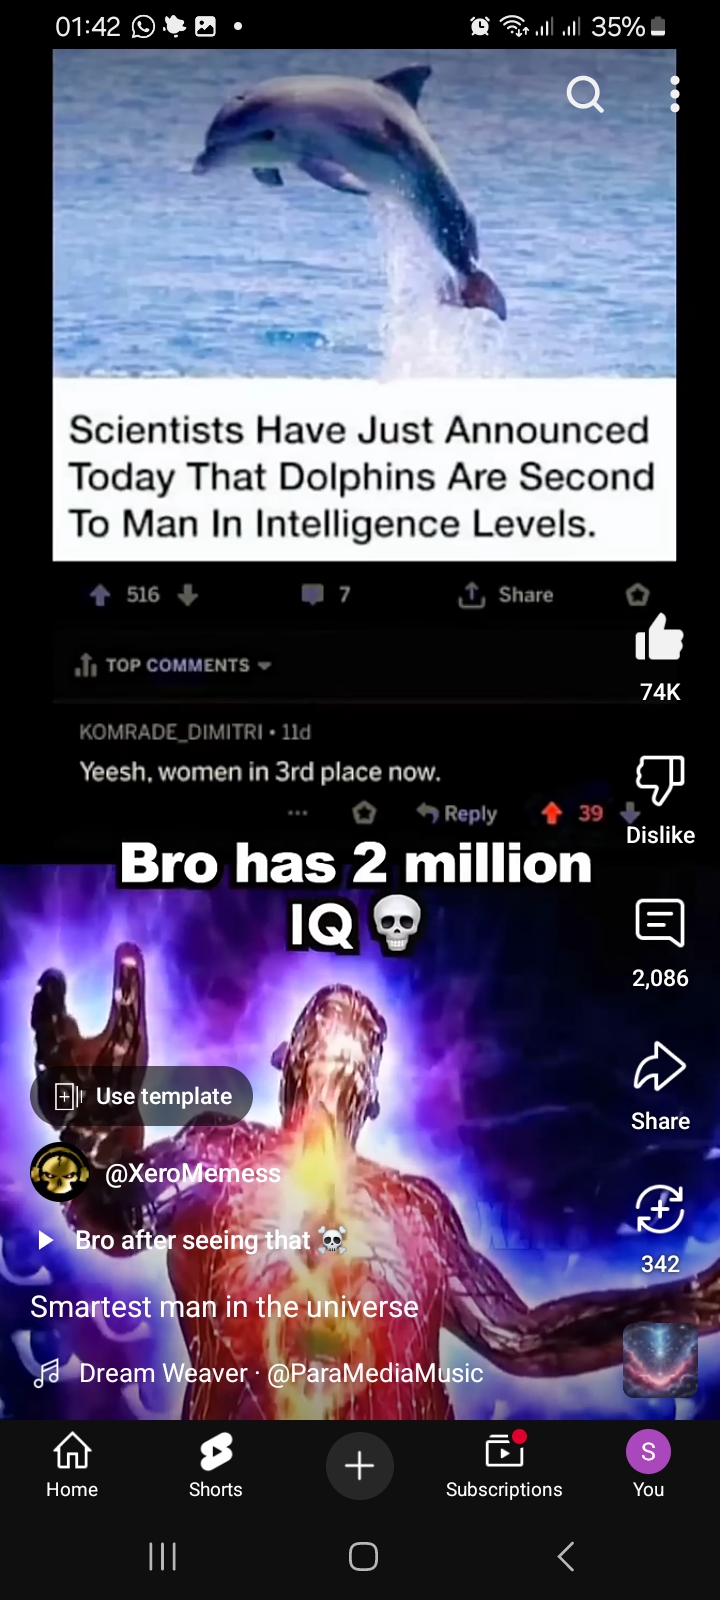 01:42
35%
Scientists Have Just Announced
Today That Dolphins Are Second
To Man In Intelligence Levels.
516
7
Share
TOP COMMENTS
74K
KOMRADE_DIMITRI • 11d
Yeesh, women in 3rd place now.
Reply
39
Dislike
Bro has 2 million
IQ 💀
2,086
Use template
Share
@XeroMemess
Bro after seeing that ☠️
342
Smartest man in the universe
Dream Weaver · @ParaMediaMusic
Home
Shorts
Subscriptions
S
You